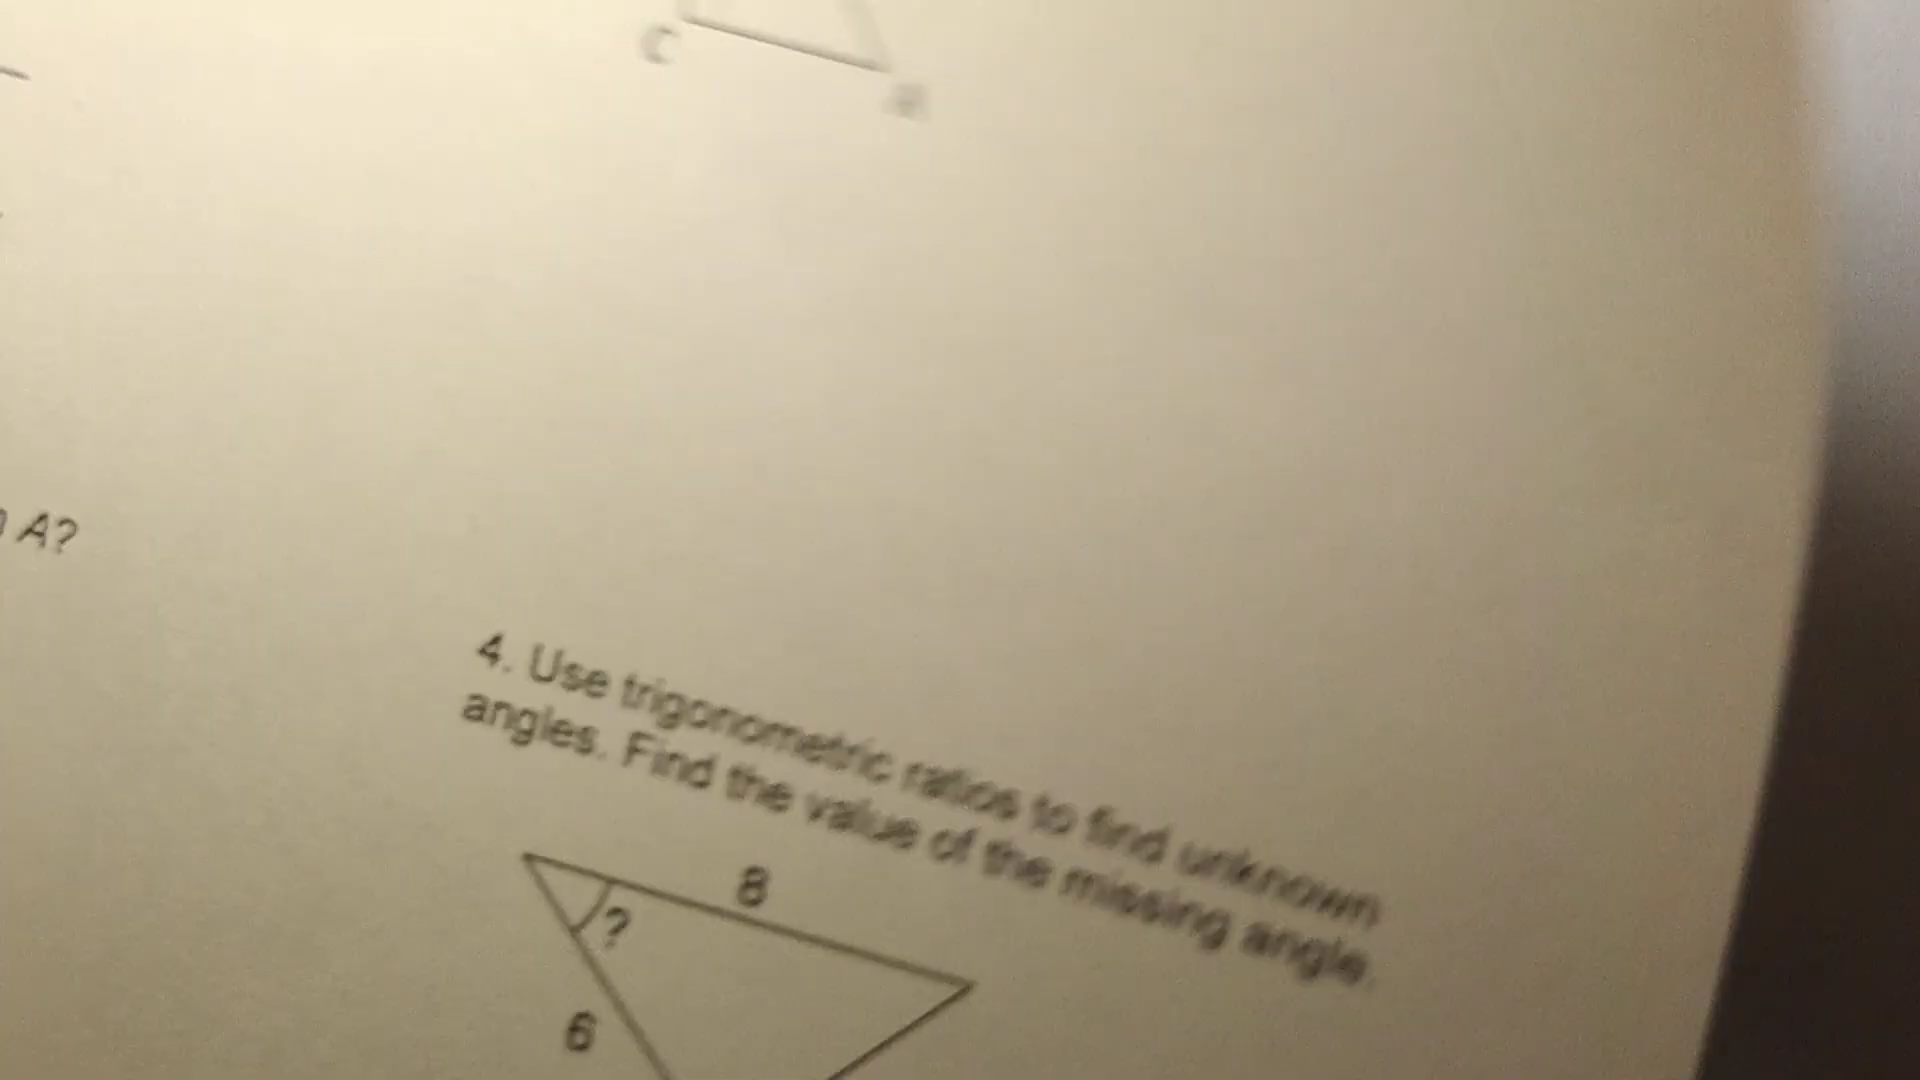 C
A?
4. Use trigonometric ratios to find unknown
angles. Find the value of the missing angle.
8
?
6